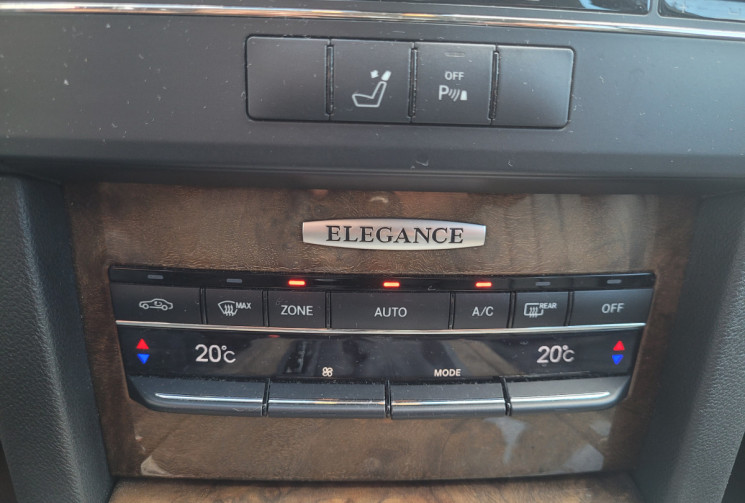 OFF
P
ELEGANCE
MAX
ZONE
AUTO
A/C
REAR
OFF
20°C
20°C
MODE